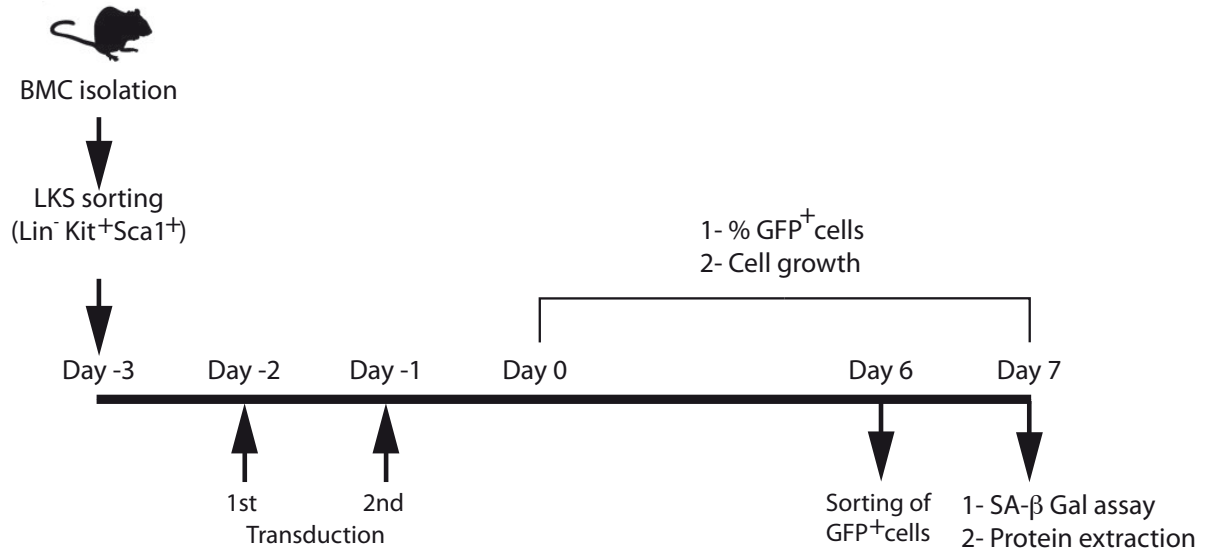 BMC isolation
LKS sorting
(Lin⁻ Kit⁺Sca1⁺)
1- % GFP⁺cells
2- Cell growth
Day -3
Day -2
Day -1
Day 0
Day 6
Day 7
1st
2nd
Transduction
Sorting of
GFP⁺cells
1- SA-β Gal assay
2- Protein extraction